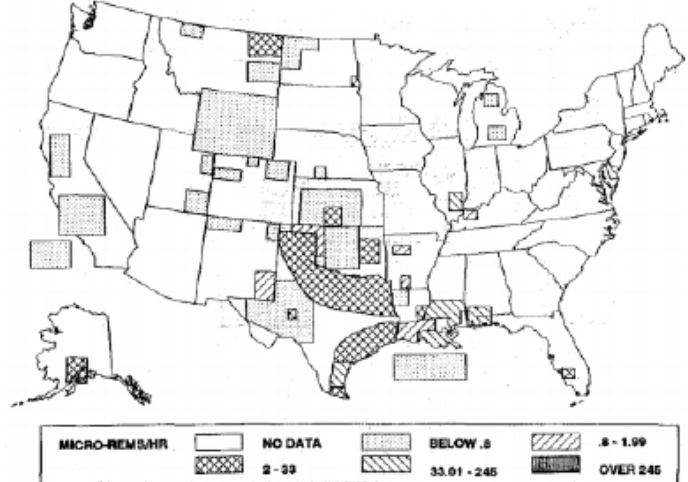 MICRO-REMS/HR NO DATA BELOW .8 .8 - 1.99
2 - 33 33.01 - 245 OVER 245